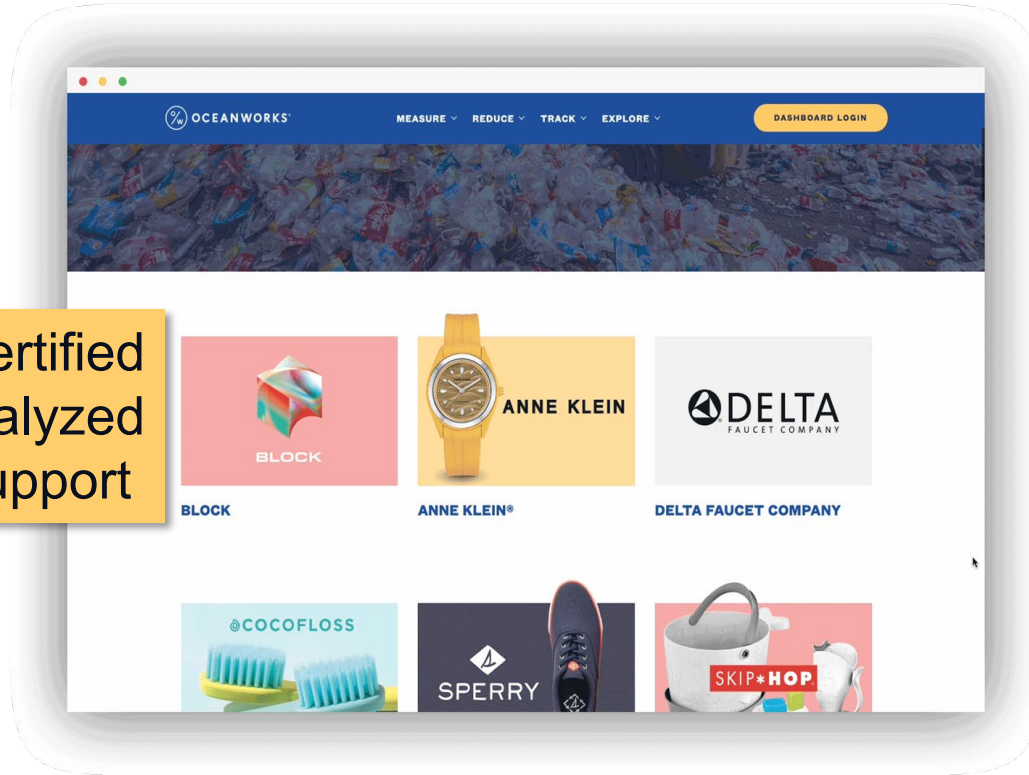 OCEANWORKS
MEASURE REDUCE TRACK EXPLORE
DASHBOARD LOGIN
ertified
alyzed
upport
BLOCK
ANNE KLEIN
DELTA
FAUCET COMPANY
BLOCK
ANNE KLEIN®
DELTA FAUCET COMPANY
COCOFLOSS
SPERRY
SKIP*HOP